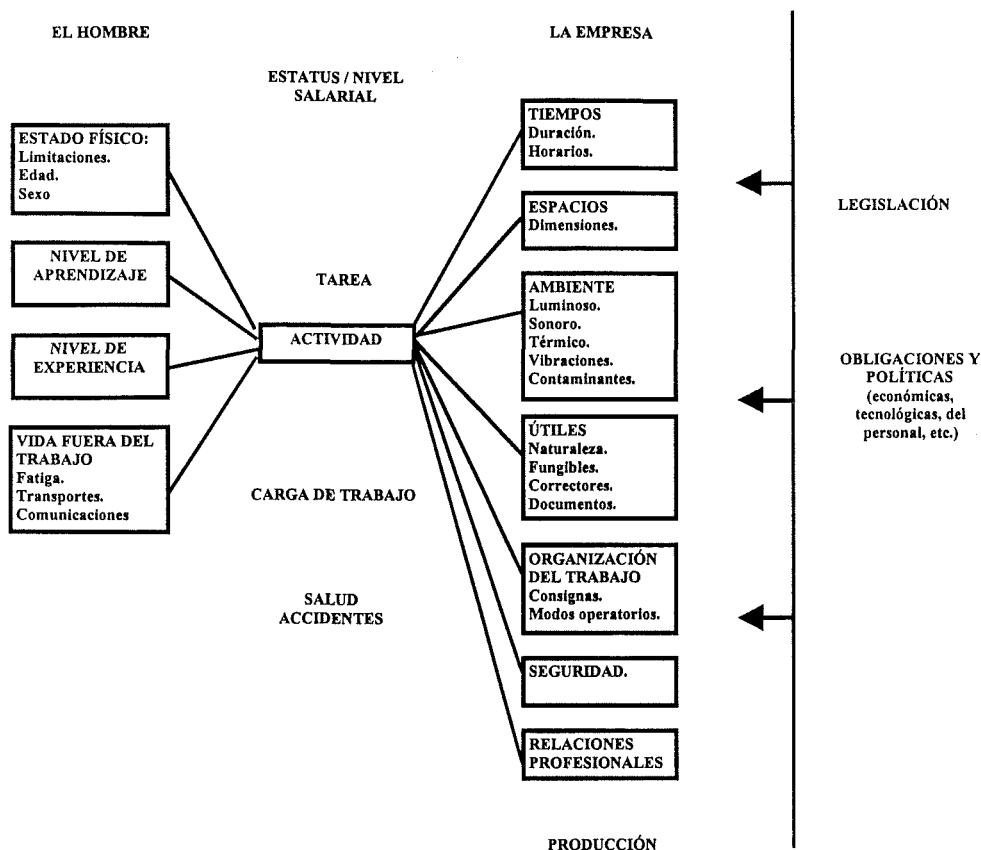 EL HOMBRE
ESTADO FÍSICO:
Limitaciones.
Edad.
Sexo
NIVEL DE
APRENDIZAJE
NIVEL DE
EXPERIENCIA
VIDA FUERA DEL
TRABAJO
Fatiga.
Transportes.
Comunicaciones
ESTATUS / NIVEL
SALARIAL
TAREA
ACTIVIDAD
CARGA DE TRABAJO
SALUD
ACCIDENTES
LA EMPRESA
TIEMPOS
Duración.
Horarios.
ESPACIOS
Dimensiones.
AMBIENTE
Luminoso.
Sonoro.
Térmico.
Vibraciones.
Contaminantes.
ÚTILES
Naturaleza.
Fungibles.
Correctores.
Documentos.
ORGANIZACIÓN
DEL TRABAJO
Consignas.
Modos operatorios.
SEGURIDAD.
RELACIONES
PROFESIONALES
PRODUCCIÓN
LEGISLACIÓN
OBLIGACIONES Y
POLÍTICAS
(económicas,
tecnológicas, del
personal, etc.)